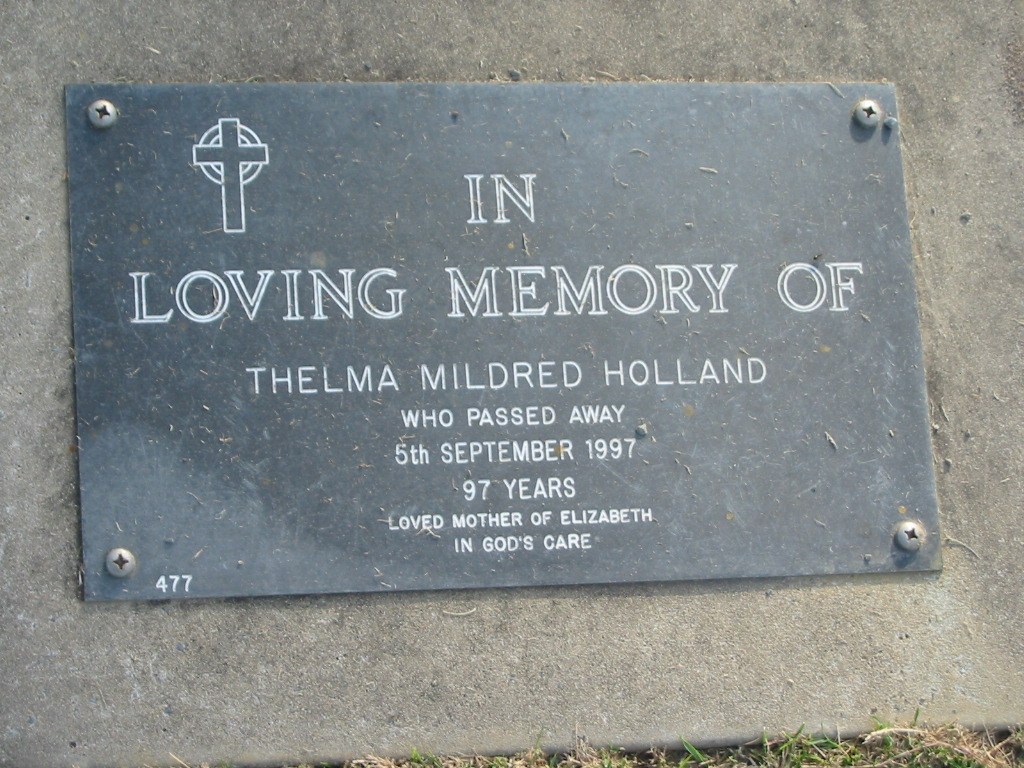 IN
LOVING MEMORY OF
THELMA MILDRED HOLLAND
WHO PASSED AWAY
5th SEPTEMBER 1997
97 YEARS
LOVED MOTHER OF ELIZABETH
IN GOD'S CARE
477